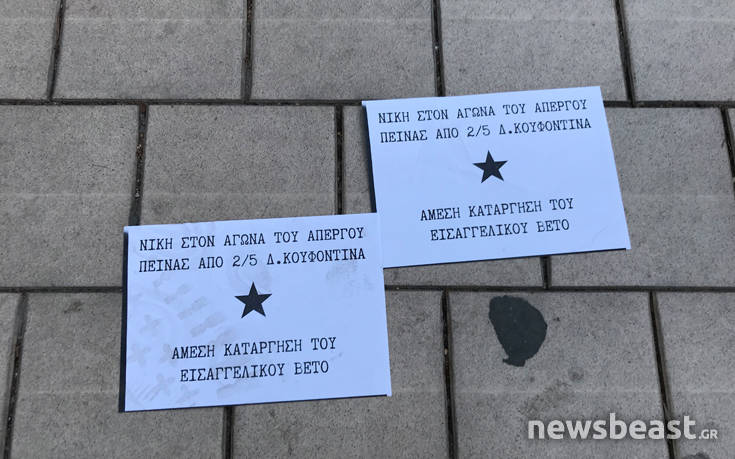 ΝΙΚΗ ΣΤΟΝ ΑΓΩΝΑ ΤΟΥ ΑΠΕΡΓΟΥ
ΠΕΙΝΑΣ ΑΠΟ 2/5 Δ.ΚΟΥΦΟΝΤΙΝΑ
ΑΜΕΣΗ ΚΑΤΑΡΓΗΣΗ ΤΟΥ
ΕΙΣΑΓΓΕΛΙΚΟΥ ΒΕΤΟ
ΝΙΚΗ ΣΤΟΝ ΑΓΩΝΑ ΤΟΥ ΑΠΕΡΓΟΥ
ΠΕΙΝΑΣ ΑΠΟ 2/5 Δ.ΚΟΥΦΟΝΤΙΝΑ
ΑΜΕΣΗ ΚΑΤΑΡΓΗΣΗ ΤΟΥ
ΕΙΣΑΓΓΕΛΙΚΟΥ ΒΕΤΟ
newsbeast.GR